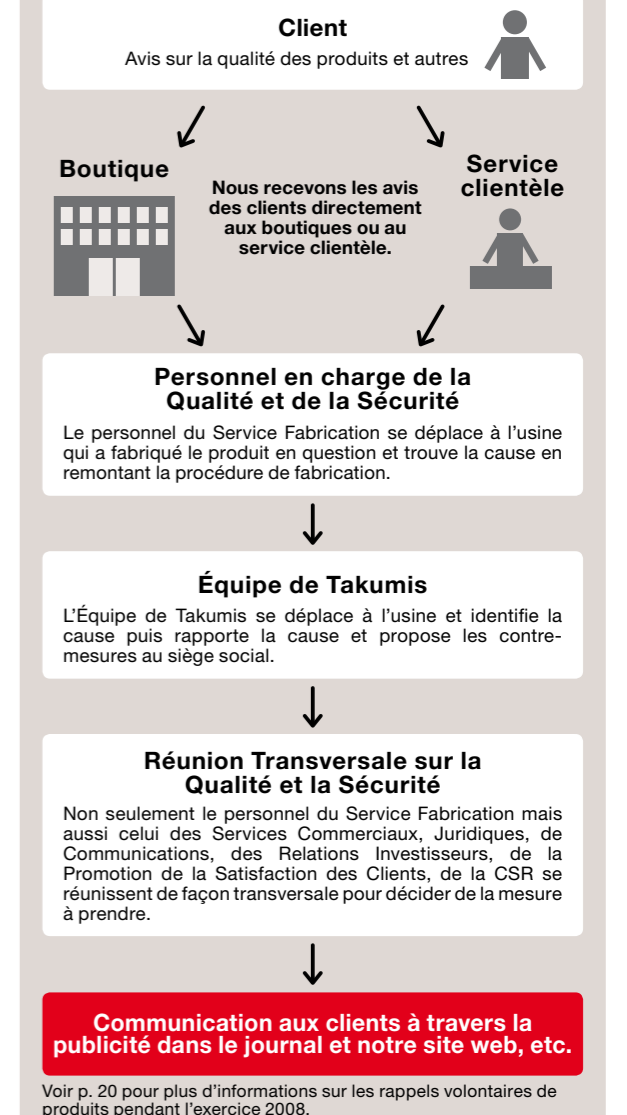 Client
Avis sur la qualité des produits et autres
Boutique
Nous recevons les avis
des clients directement
aux boutiques ou au
service clientèle.
Service
clientèle
Personnel en charge de la
Qualité et de la Sécurité
Le personnel du Service Fabrication se déplace à l'usine
qui a fabriqué le produit en question et trouve la cause en
remontant la procédure de fabrication.
Équipe de Takumis
L'Équipe de Takumis se déplace à l'usine et identifie la
cause puis rapporte la cause et propose les contre-
mesures au siège social.
Réunion Transversale sur la
Qualité et la Sécurité
Non seulement le personnel du Service Fabrication mais
aussi celui des Services Commerciaux, Juridiques, de
Communications, des Relations Investisseurs, de la
Promotion de la Satisfaction des Clients, de la CSR se
réunissent de façon transversale pour décider de la mesure
à prendre.
Communication aux clients à travers la
publicité dans le journal et notre site web, etc.
Voir p. 20 pour plus d'informations sur les rappels volontaires de
produits pendant l'exercice 2008.